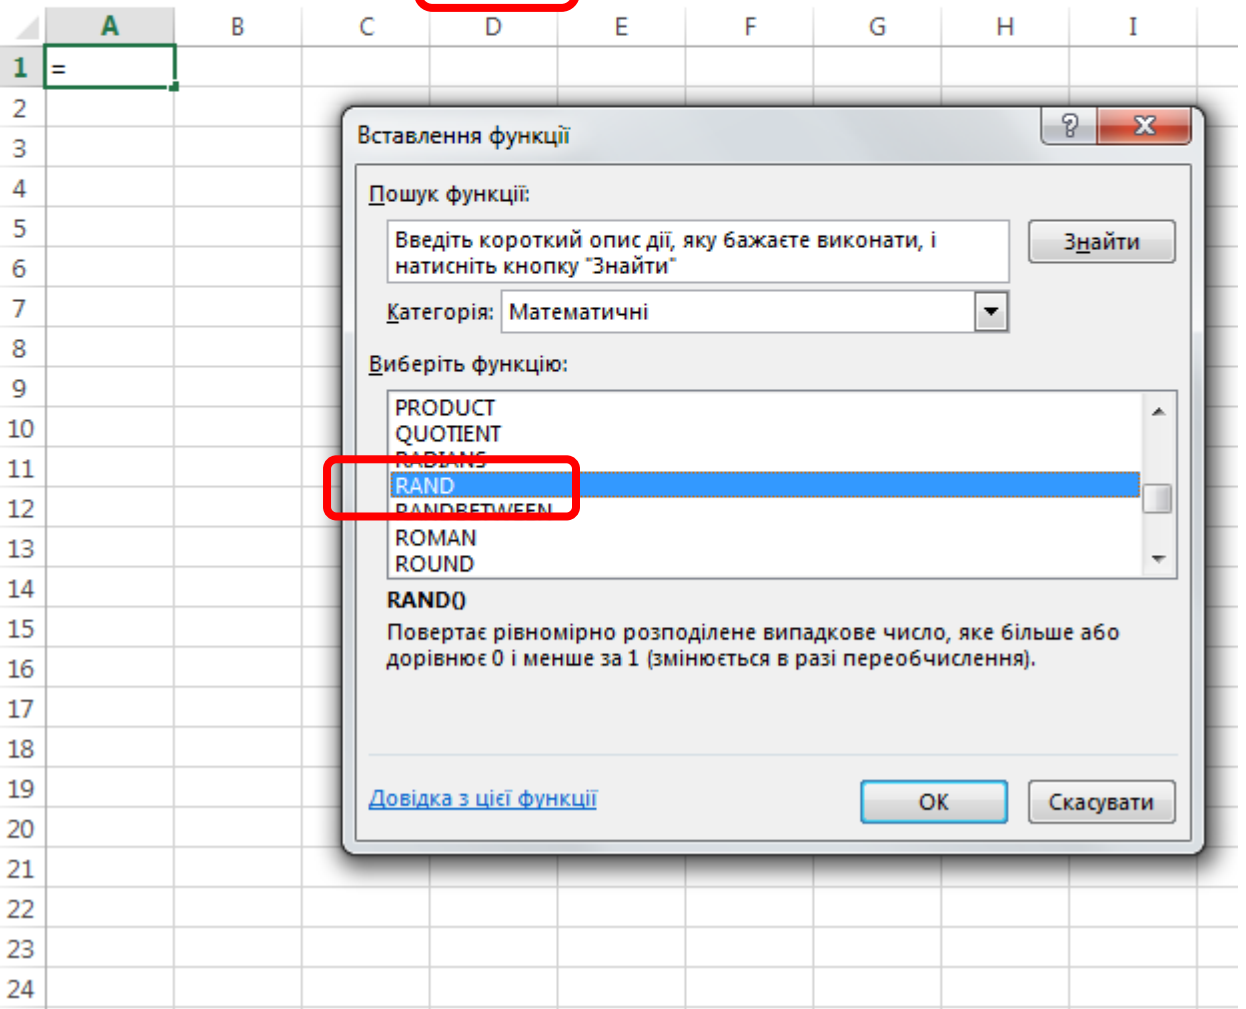 A B C D E F G H I
1 =
2
3
4
5
6
7
8
9
10
11
12
13
14
15
16
17
18
19
20
21
22
23
24
Вставлення функції
?
Пошук функції:
Введіть короткий опис дії, яку бажаєте виконати, і
натисніть кнопку "Знайти"
Знайти
Категорія: Математичні
Виберіть функцію:
PRODUCT
QUOTIENT
RADIANS
RAND
RANDBETWEEN
ROMAN
ROUND
RAND()
Повертає рівномірно розподілене випадкове число, яке більше або
дорівнює 0 і менше за 1 (змінюється в разі переобчислення).
Довідка з цієї функції
ОК
Скасувати